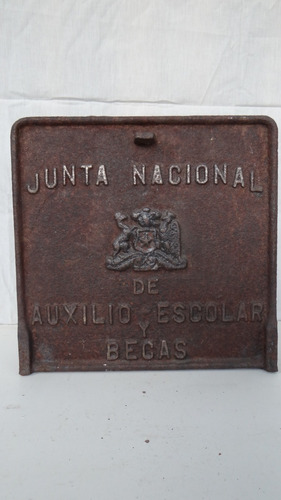 JUNTA NACIONAL
DE
AUXILIO ESCOLAR
Y
BECAS